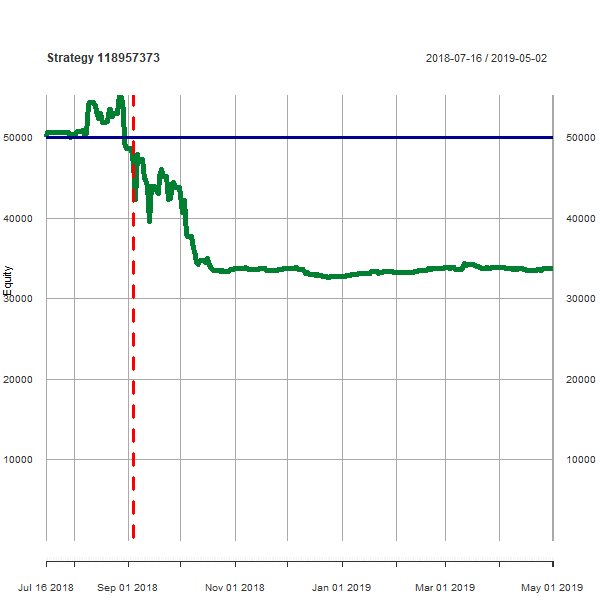 Strategy 118957373 2018-07-16 / 2019-05-02
50000 50000
40000 40000
Equity
30000 30000
20000 20000
10000 10000
Jul 16 2018 Sep 01 2018 Nov 01 2018 Jan 01 2019 Mar 01 2019 May 01 2019